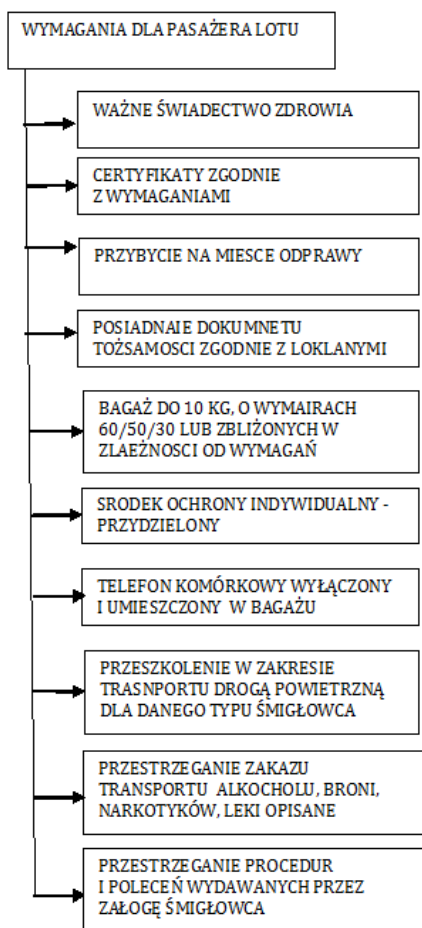 WYMAGANIA DLA PASAŻERA LOTU
WAŻNE ŚWIADECTWO ZDROWIA
CERTYFIKATY ZGODNIE
Z WYMAGANIAMI
PRZYBYCIE NA MIESCE ODPRAWY
POSIADNAIE DOKUMNETU
TOŻSAMOSCI ZGODNIE Z LOKLANYMI
BAGAŻ DO 10 KG, O WYMAIRACH
60/50/30 LUB ZBLIŻONYCH W
ZLAEŻNOSCI OD WYMAGAŃ
SRODEK OCHRONY INDYWIDUALNY -
PRZYDZIELONY
TELEFON KOMÓRKOWY WYŁĄCZONY
I UMIESZCZONY W BAGAŻU
PRZESZKOLENIE W ZAKRESIE
TRASNPORTU DROGĄ POWIETRZNĄ
DLA DANEGO TYPU ŚMIGŁOWCA
PRZESTRZEGANIE ZAKAZU
TRANSPORTU ALKOCHOLU, BRONI,
NARKOTYKÓW, LEKI OPISANE
PRZESTRZEGANIE PROCEDUR
I POLECEŃ WYDAWANYCH PRZEZ
ZAŁOGĘ ŚMIGŁOWCA